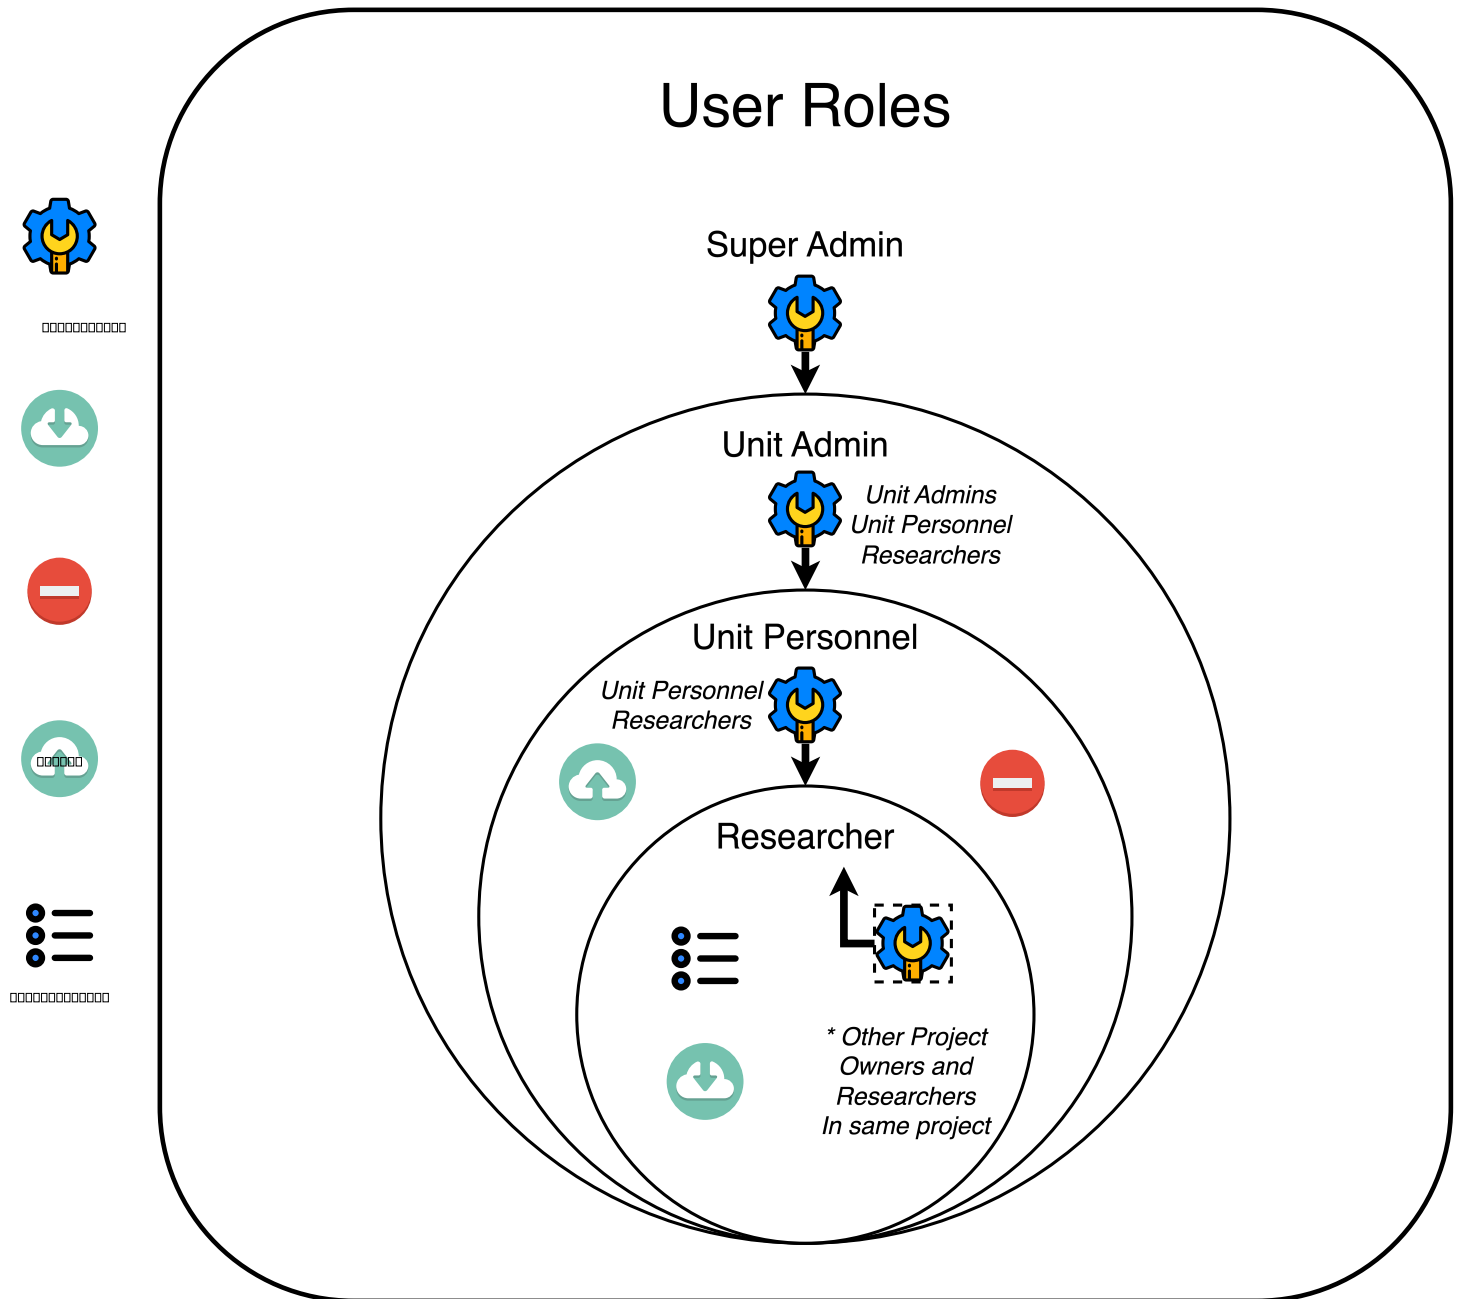 User Roles
Super Admin
Unit Admin
Unit Admins
Unit Personnel
Researchers
Unit Personnel
Unit Personnel
Researchers
Researcher
* Other Project
Owners and
Researchers
In same project